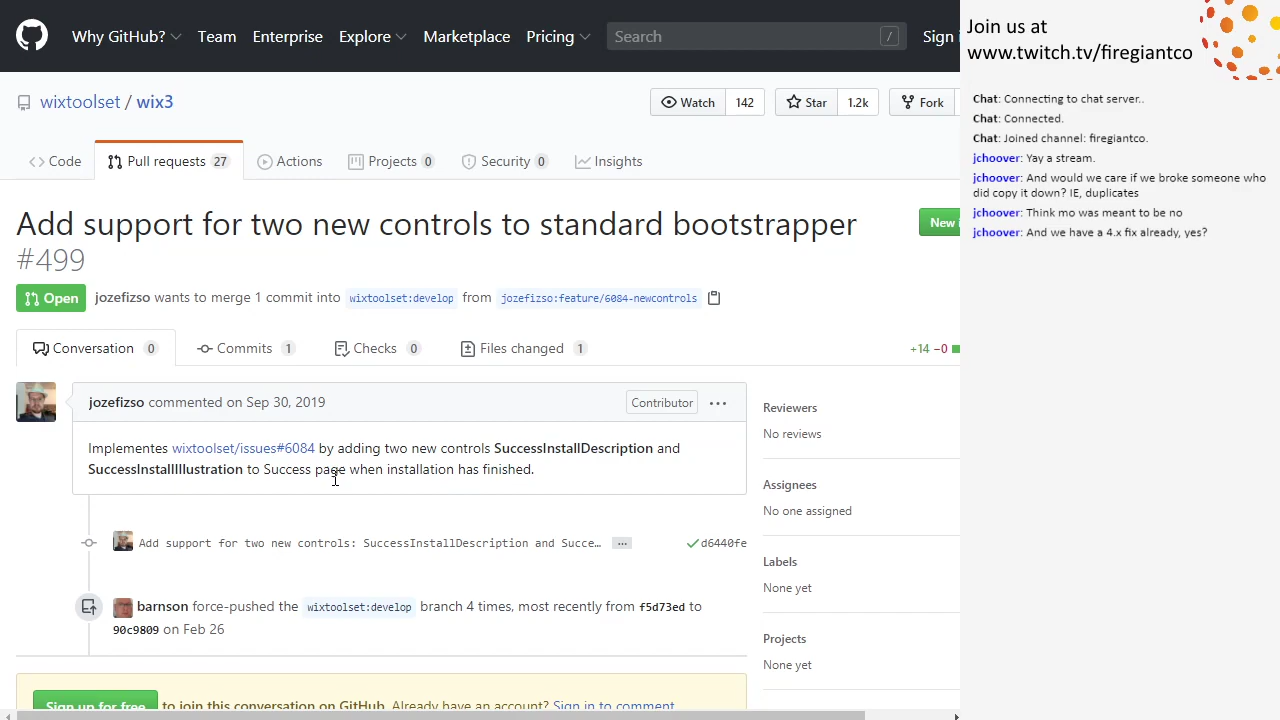 Why GitHub? Team Enterprise Explore Marketplace Pricing Search / Sign i
Join us at
www.twitch.tv/firegiantco
wixtoolset / wix3
Watch 142 Star 1.2k Fork
Code Pull requests 27 Actions Projects 0 Security 0 Insights
Add support for two new controls to standard bootstrapper
#499
New i
Open jozefizso wants to merge 1 commit into wixtoolset:develop from jozefizso:feature/6084-newcontrols
Conversation 0 Commits 1 Checks 0 Files changed 1 +14 −0
jozefizso commented on Sep 30, 2019 Contributor ...
Implementes wixtoolset/issues#6084 by adding two new controls SuccessInstallDescription and
SuccessInstallIllustration to Success page when installation has finished.
Add support for two new controls: SuccessInstallDescription and Succe… ... d6440fe
barnson force-pushed the wixtoolset:develop branch 4 times, most recently from f5d73ed to
90c9809 on Feb 26
Sign up for free to join this conversation on GitHub. Already have an account? Sign in to comment
Reviewers
No reviews
Assignees
No one assigned
Labels
None yet
Projects
None yet
Chat: Connecting to chat server..
Chat: Connected.
Chat: Joined channel: firegiantco.
jchoover: Yay a stream.
jchoover: And would we care if we broke someone who
did copy it down? IE, duplicates
jchoover: Think mo was meant to be no
jchoover: And we have a 4.x fix already, yes?